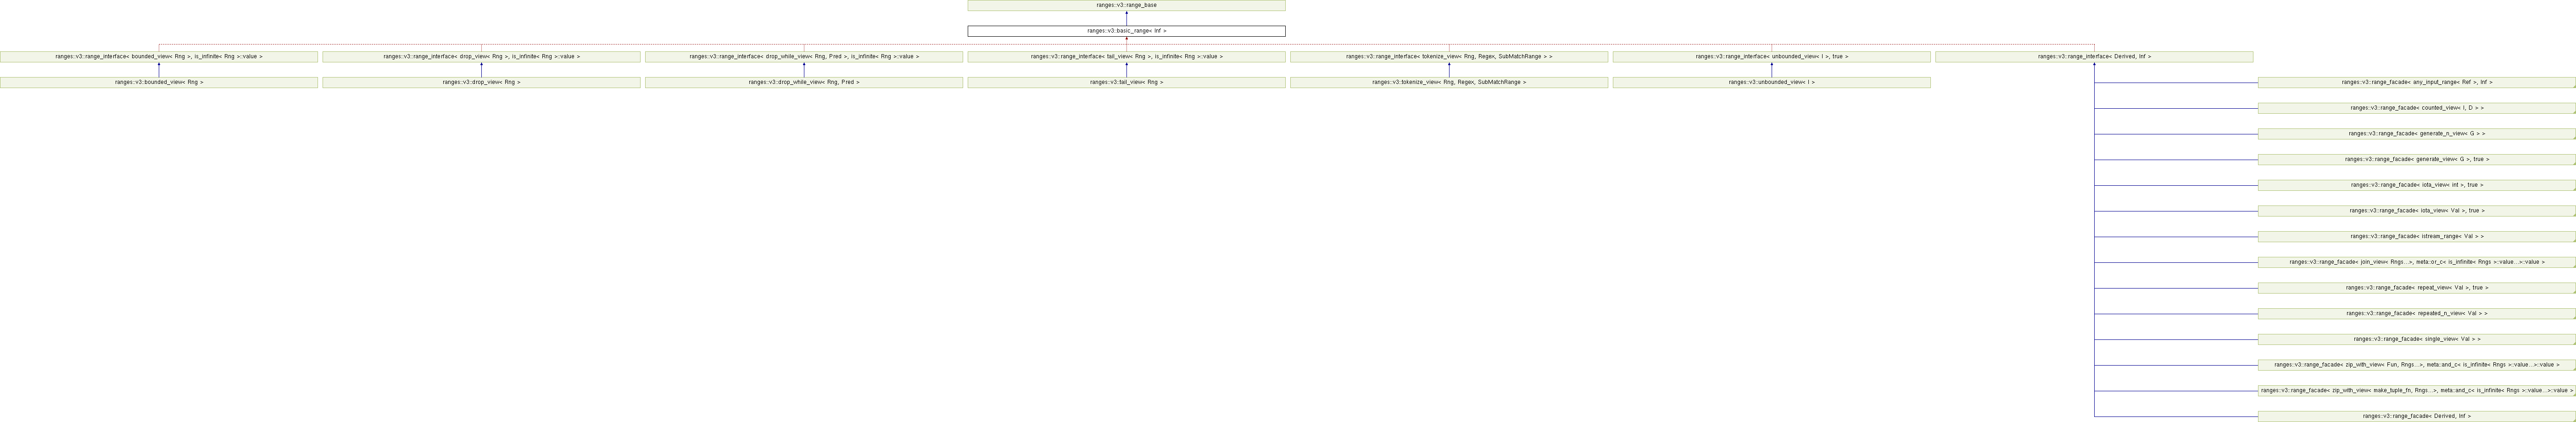 ranges::v3::range_base
ranges::v3::basic_range< Inf >
ranges::v3::range_interface< bounded_view< Rng >, is_infinite< Rng >::value >
ranges::v3::range_interface< drop_view< Rng >, is_infinite< Rng >::value >
ranges::v3::range_interface< drop_while_view< Rng, Pred >, is_infinite< Rng >::value >
ranges::v3::range_interface< tail_view< Rng >, is_infinite< Rng >::value >
ranges::v3::range_interface< tokenize_view< Rng, Regex, SubMatchRange > >
ranges::v3::range_interface< unbounded_view< I >, true >
ranges::v3::range_interface< Derived, Inf >
ranges::v3::bounded_view< Rng >
ranges::v3::drop_view< Rng >
ranges::v3::drop_while_view< Rng, Pred >
ranges::v3::tail_view< Rng >
ranges::v3::tokenize_view< Rng, Regex, SubMatchRange >
ranges::v3::unbounded_view< I >
ranges::v3::range_facade< any_input_range< Ref >, Inf >
ranges::v3::range_facade< counted_view< I, D > >
ranges::v3::range_facade< generate_n_view< G > >
ranges::v3::range_facade< generate_view< G >, true >
ranges::v3::range_facade< iota_view< int >, true >
ranges::v3::range_facade< iota_view< Val >, true >
ranges::v3::range_facade< istream_range< Val > >
ranges::v3::range_facade< join_view< Rngs...>, meta::or_c< is_infinite< Rngs >::value...>::value >
ranges::v3::range_facade< repeat_view< Val >, true >
ranges::v3::range_facade< repeated_n_view< Val > >
ranges::v3::range_facade< single_view< Val > >
ranges::v3::range_facade< zip_with_view< Fun, Rngs...>, meta::and_c< is_infinite< Rngs >::value...>::value >
ranges::v3::range_facade< zip_with_view< make_tuple_fn, Rngs...>, meta::and_c< is_infinite< Rngs >::value...>::value >
ranges::v3::range_facade< Derived, Inf >